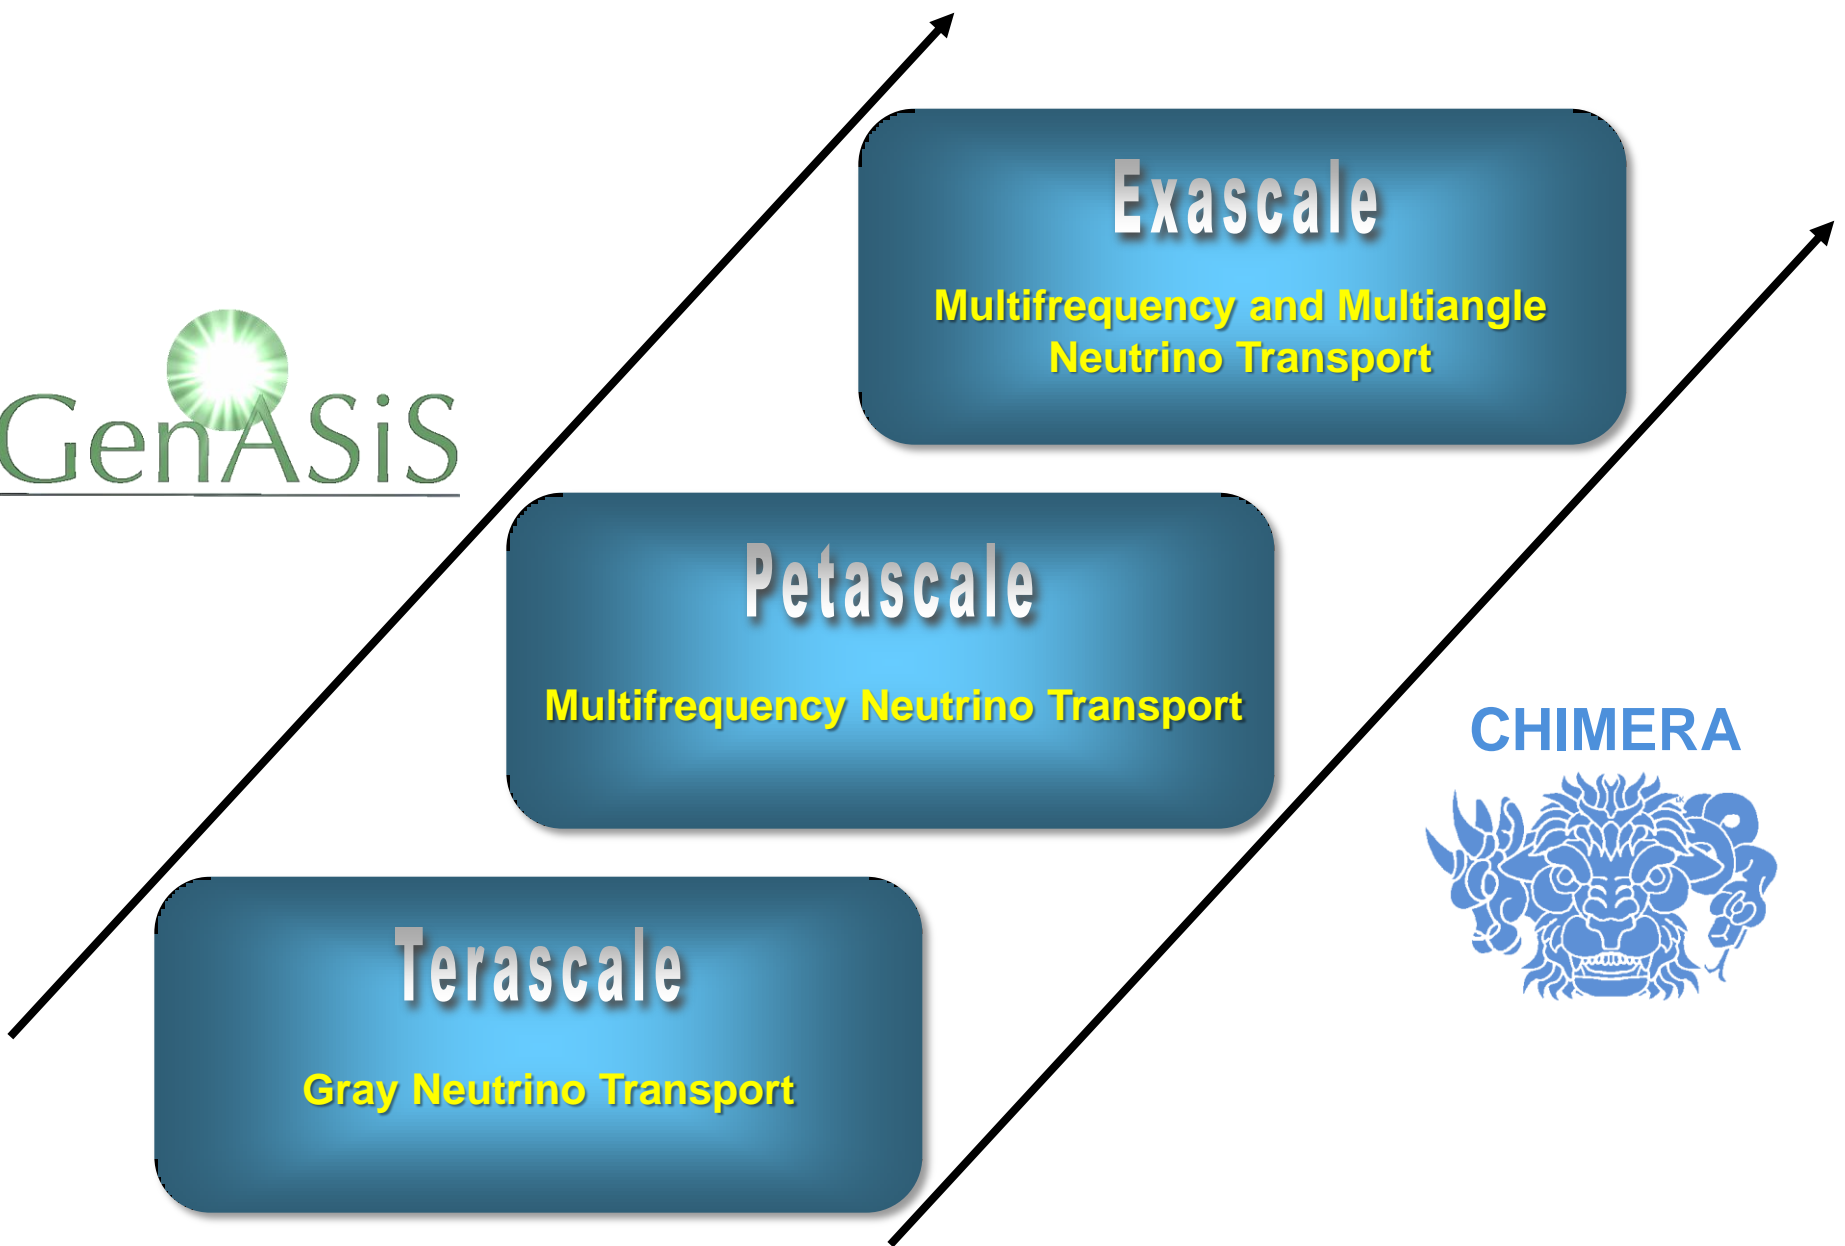 Exascale
Multifrequency and Multiangle
Neutrino Transport
GenASiS
Petascale
Multifrequency Neutrino Transport
CHIMERA
Terascale
Gray Neutrino Transport